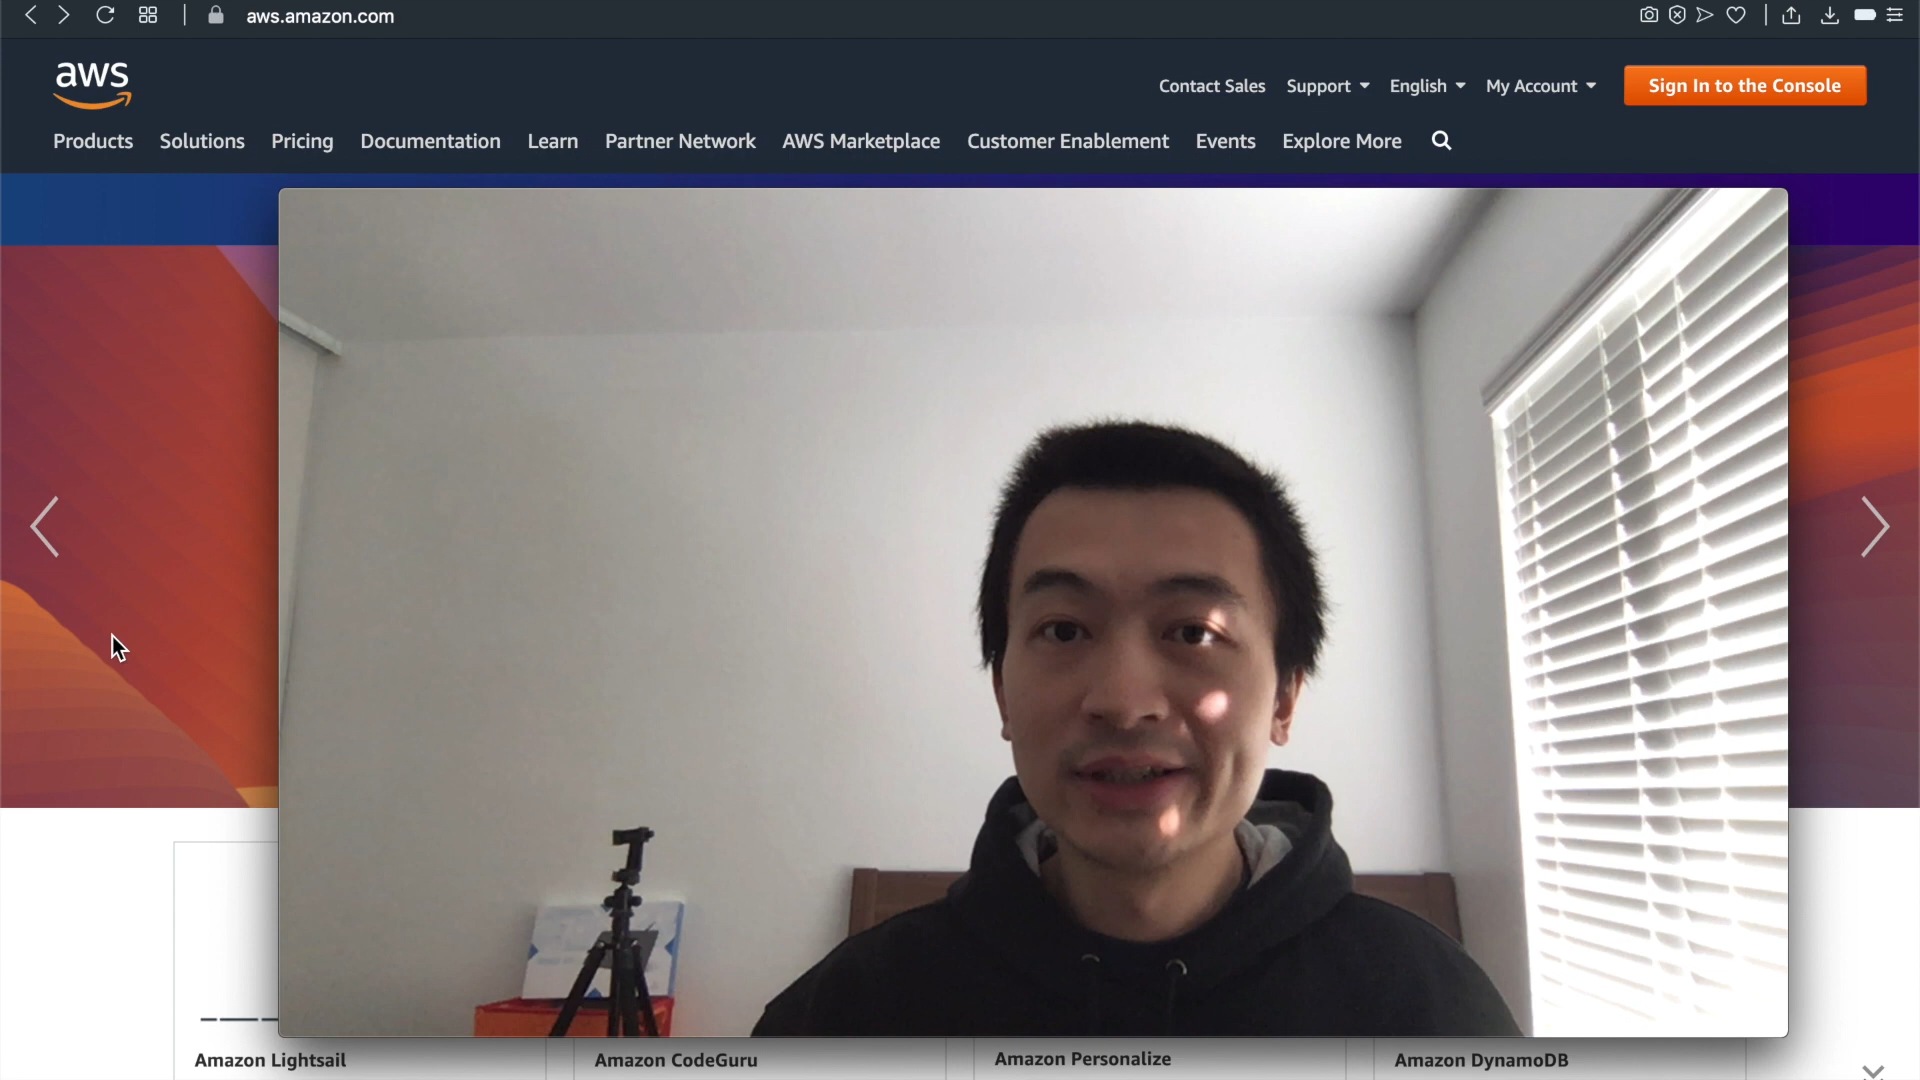 aws.amazon.com
aws
Contact Sales Support English My Account Sign In to the Console
Products Solutions Pricing Documentation Learn Partner Network AWS Marketplace Customer Enablement Events Explore More
Amazon Lightsail Amazon CodeGuru Amazon Personalize Amazon DynamoDB